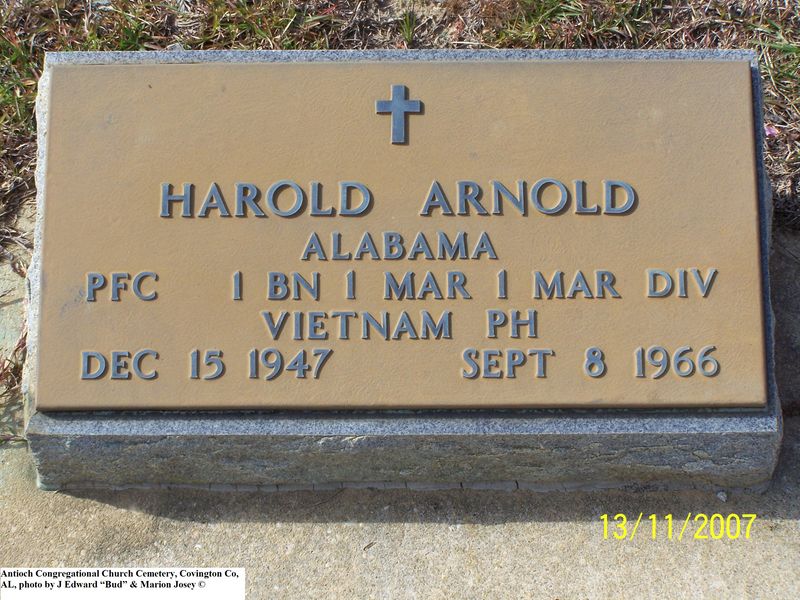 HAROLD ARNOLD
ALABAMA
PFC 1 BN 1 MAR 1 MAR DIV
VIETNAM PH
DEC 15 1947 SEPT 8 1966
13/11/2007
Antioch Congregational Church Cemetery, Covington Co,
AL, photo by J Edward “Bud” & Marion Josey ©